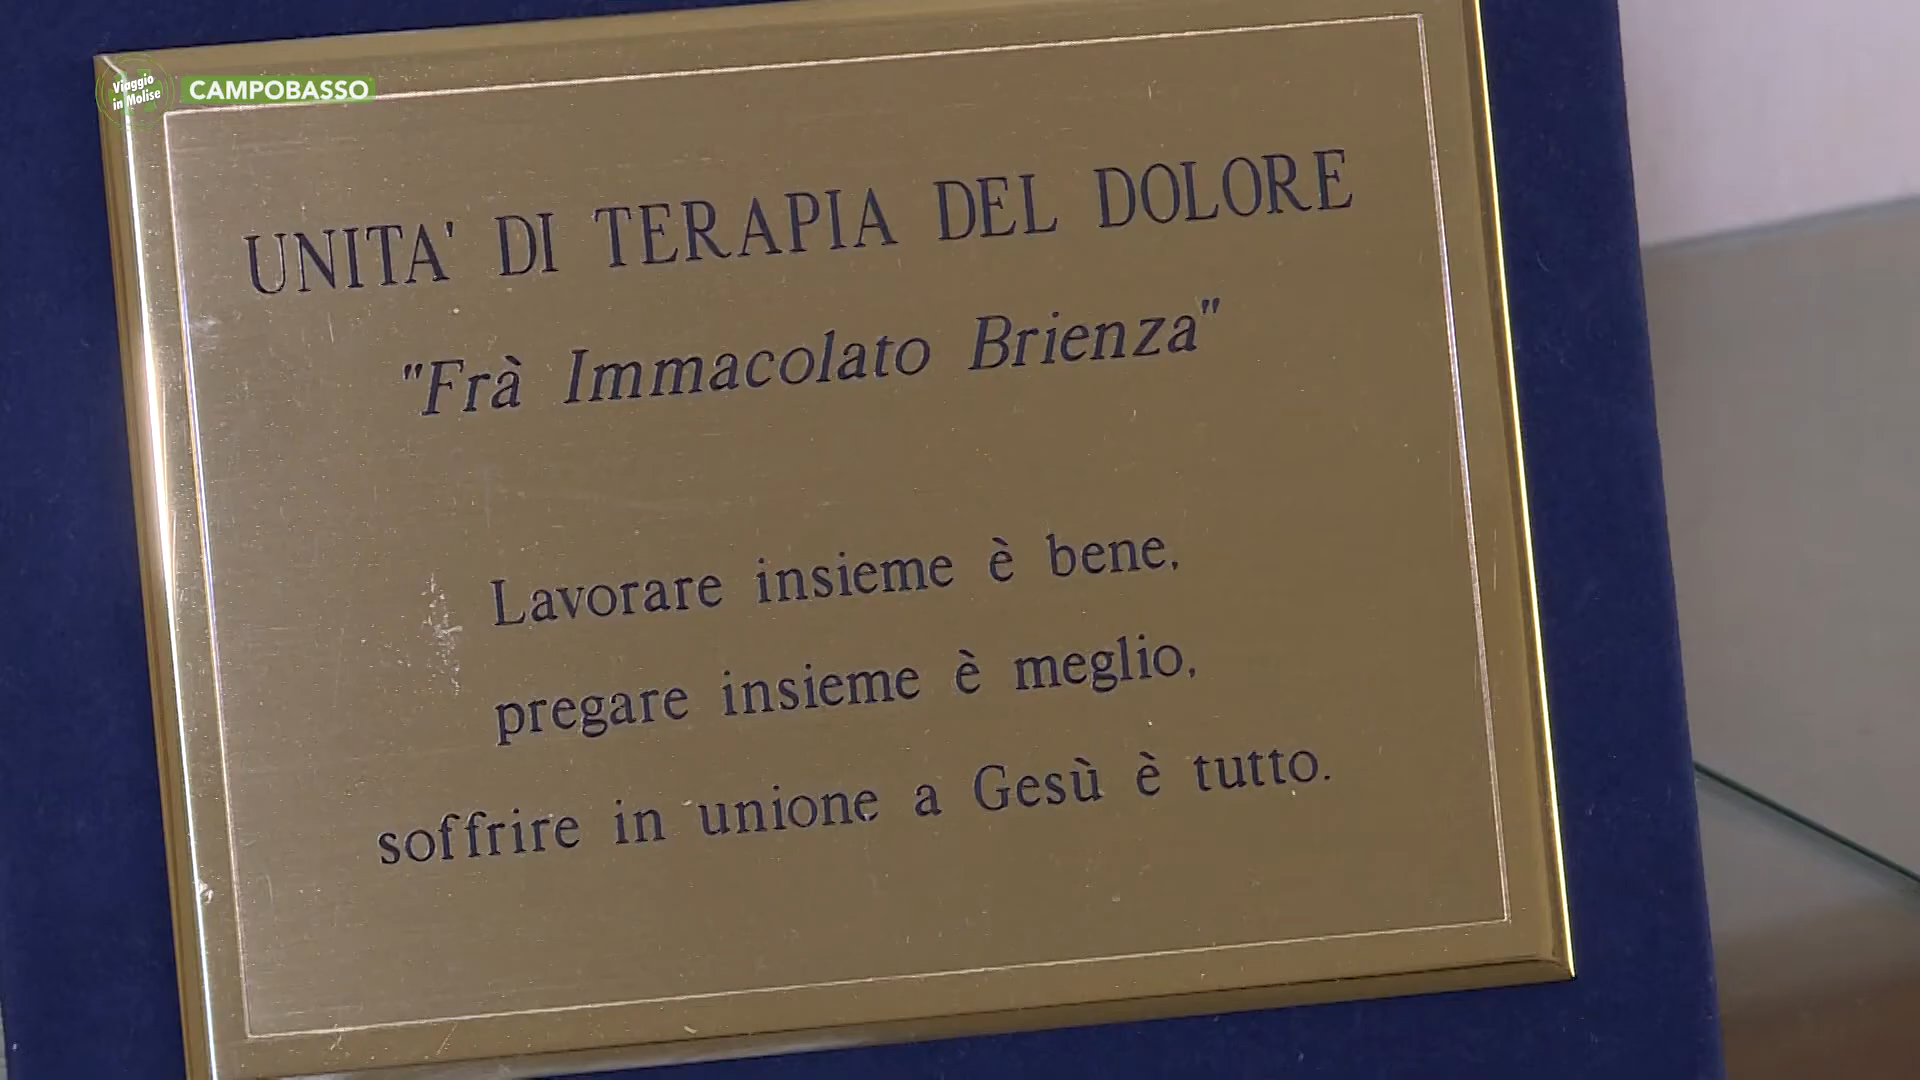 Viaggio
in Molise
CAMPOBASSO
UNITA' DI TERAPIA DEL DOLORE
"Frà Immacolato Brienza"
Lavorare insieme è bene,
pregare insieme è meglio,
soffrire in unione a Gesù è tutto.